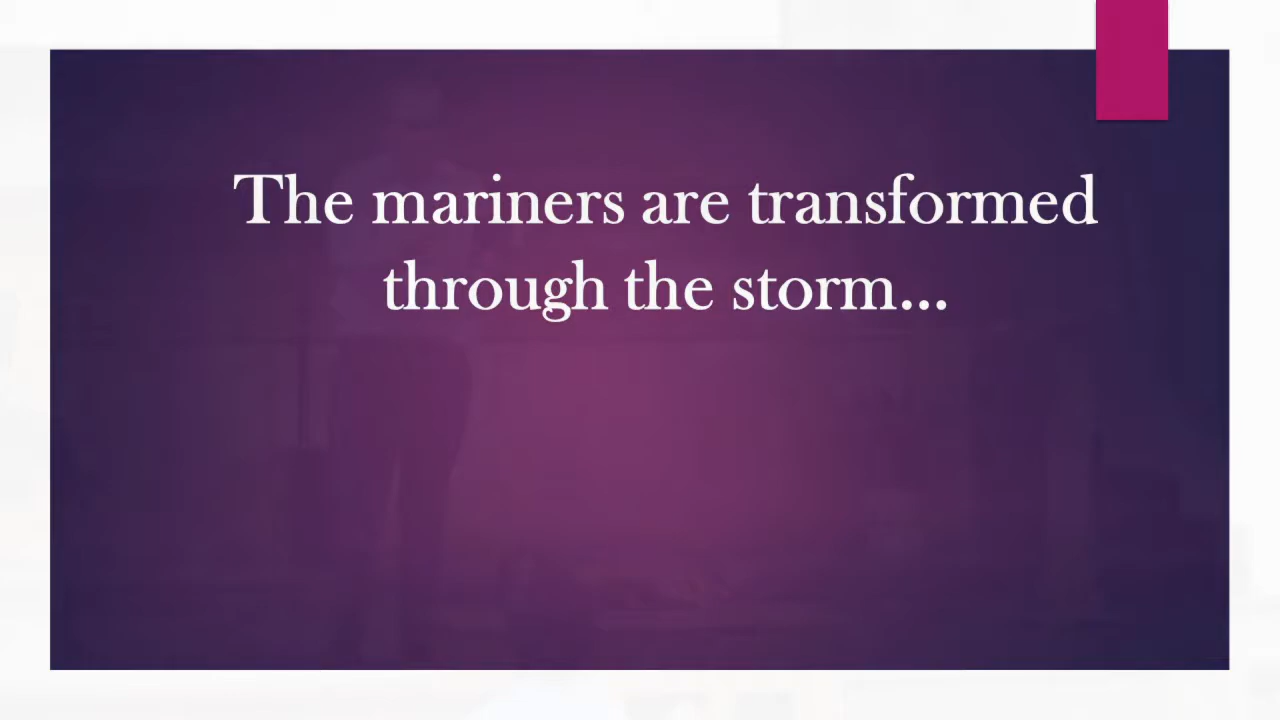 The mariners are transformed
through the storm...